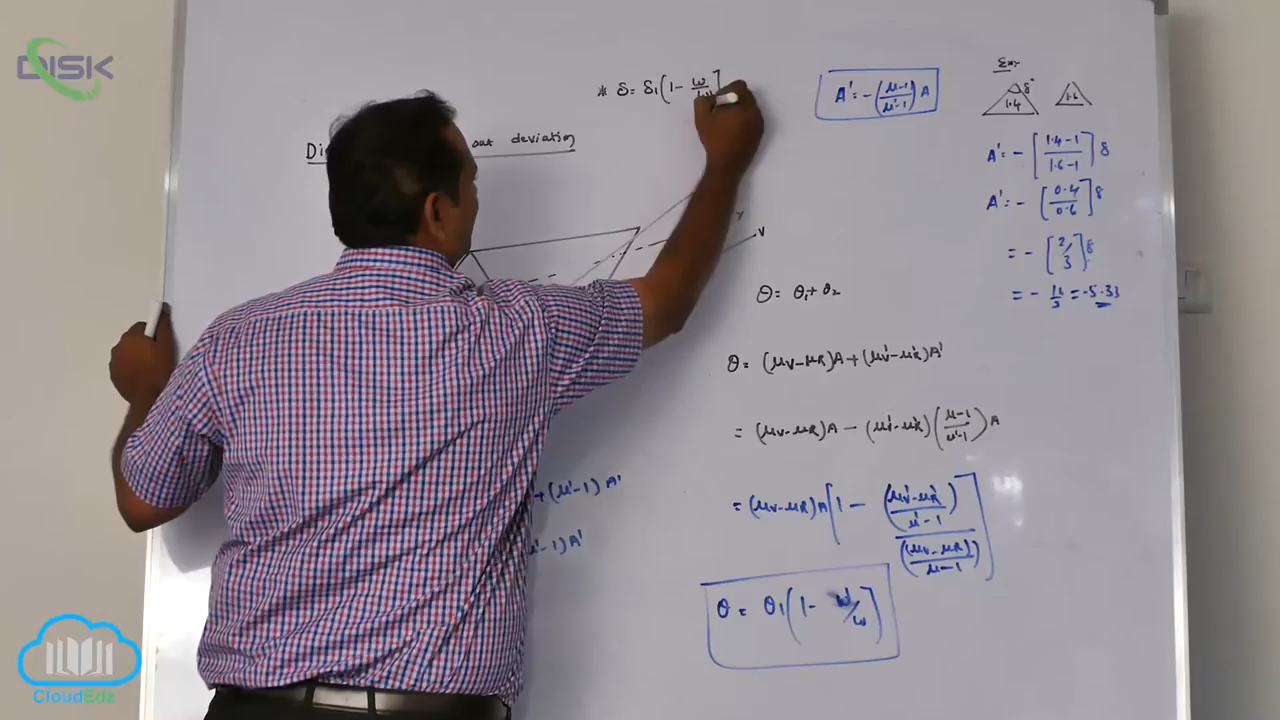 DISK
* δ = δ₁(1 - ω/ω'
out deviation
A' = -((μ-1)/(μ'-1)) A
Ex:-
8°
1.4
1.6
A' = - [(1.4-1)/(1.6-1)] 8
A' = - [0.4/0.6] 8
= - [2/3] 8
= - 16/3 = -5.33
V
θ = θ₁ + θ₂
θ = (μv - μR)A + (μ'v - μ'R)A'
= (μv - μR)A - (μ'v - μ'R)((μ-1)/(μ'-1))A
+ (μ'-1) A'
= (μv - μR)A [1 - ((μ'v - μ'R)/(μ'-1))/((μv - μR)/(μ-1))]
μ'-1)A'
θ = θ₁(1 - ω'/ω)
CloudEdz